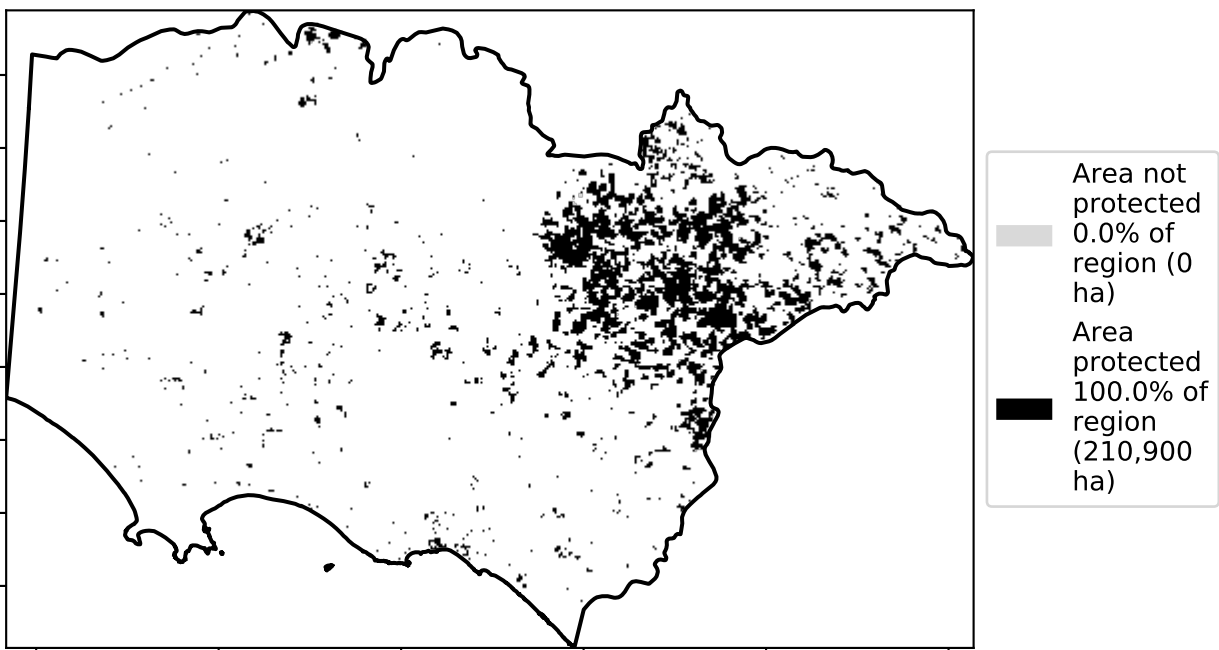 Area not
protected
0.0% of
region (0
ha)
Area
protected
100.0% of
region
(210,900
ha)